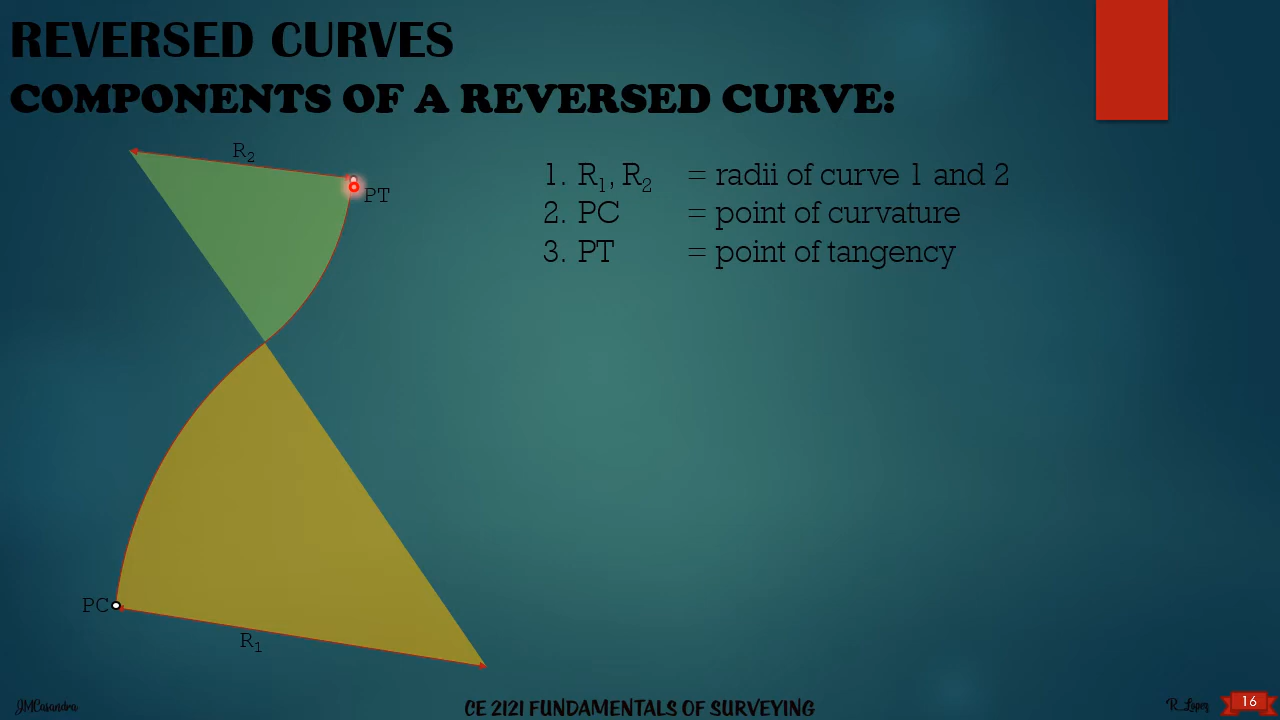 REVERSED CURVES
COMPONENTS OF A REVERSED CURVE:
R₂
PT
1. R₁, R₂ = radii of curve 1 and 2
2. PC = point of curvature
3. PT = point of tangency
PC
R₁
JMCasandra
CE 2121 FUNDAMENTALS OF SURVEYING
R_Lopez
16